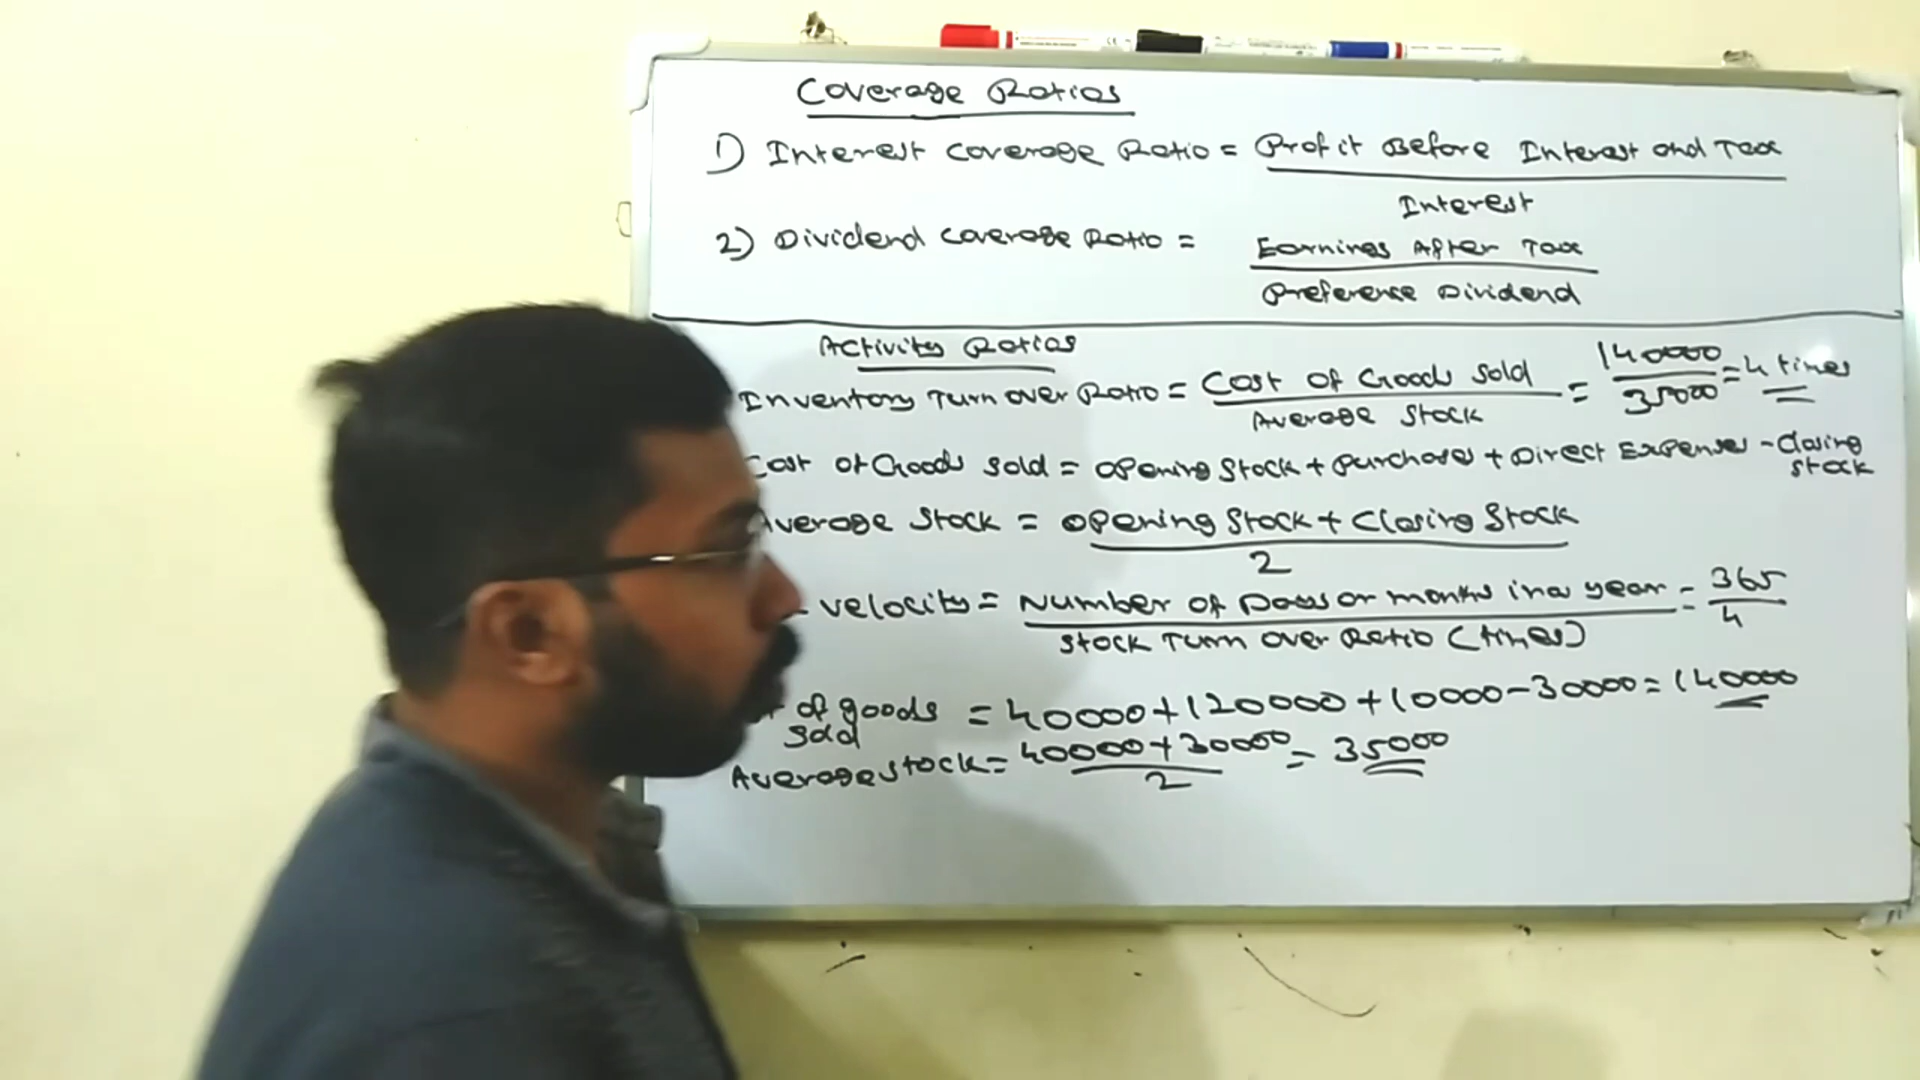 Coverage Ratios
1) Interest Coverage Ratio = Profit Before Interest and Tax
Interest
2) Dividend Coverage Ratio = Earnings After Tax
Preference Dividend
Activity Ratios
Inventory Turn over Ratio = Cost of Goods Sold / Average Stock = 140000 / 35000 = 4 times
Cost of Goods Sold = Opening Stock + Purchases + Direct Expenses - Closing Stock
Average Stock = Opening Stock + Closing Stock
2
velocity = Number of Days or months in a year = 365
Stock Turn over Ratio (times) 4
of goods sold = 40000 + 120000 + 10000 - 30000 = 140000
Average stock = 40000 + 30000 = 35000
2